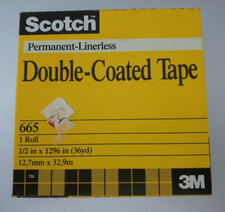 Scotch
Permanent-Linerless
Double-Coated Tape
665
1 Roll
1/2 in x 1296 in (36yd)
12,7mm x 32,9m
TM
3M